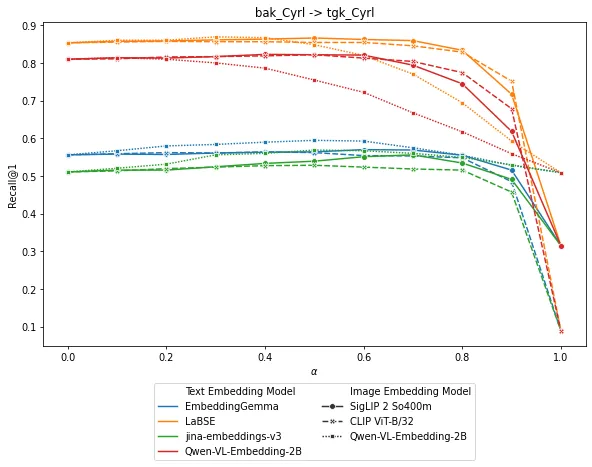 bak_Cyrl -> tgk_Cyrl
Recall@1
0.9
0.8
0.7
0.6
0.5
0.4
0.3
0.2
0.1
0.0 0.2 0.4 0.6 0.8 1.0
α
Text Embedding Model
EmbeddingGemma
LaBSE
jina-embeddings-v3
Qwen-VL-Embedding-2B
Image Embedding Model
SigLIP 2 So400m
CLIP ViT-B/32
Qwen-VL-Embedding-2B